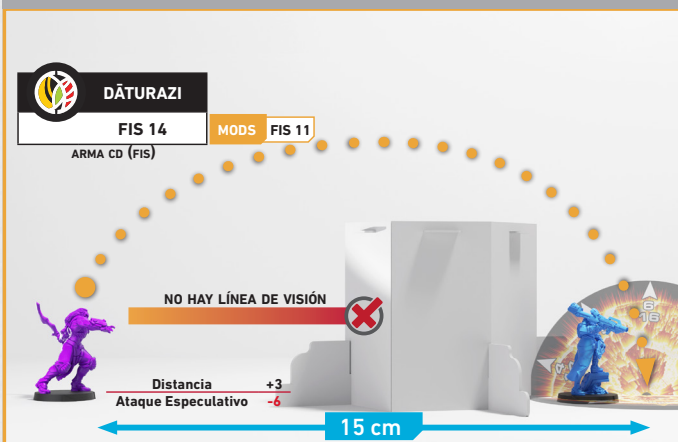 DĀTURAZI
FIS 14
MODS FIS 11
ARMA CD (FIS)
NO HAY LÍNEA DE VISIÓN
Distancia +3
Ataque Especulativo -6
15 cm